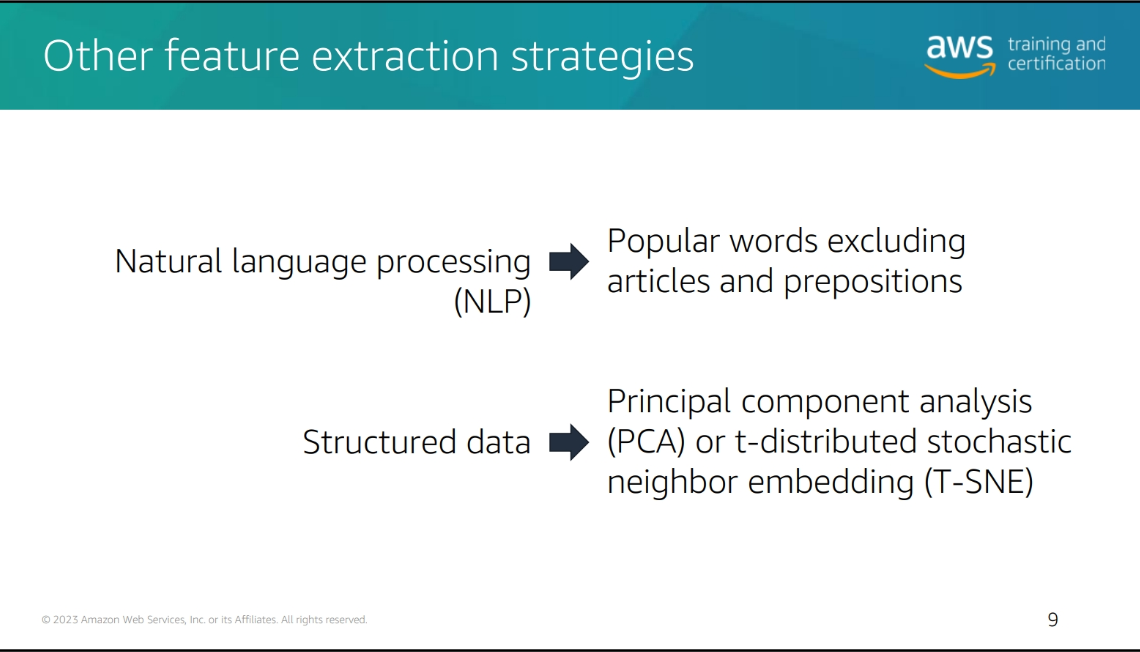 Other feature extraction strategies
aws training and
certification
Natural language processing
(NLP)
Popular words excluding
articles and prepositions
Structured data
Principal component analysis
(PCA) or t-distributed stochastic
neighbor embedding (T-SNE)
© 2023 Amazon Web Services, Inc. or its Affiliates. All rights reserved.
9